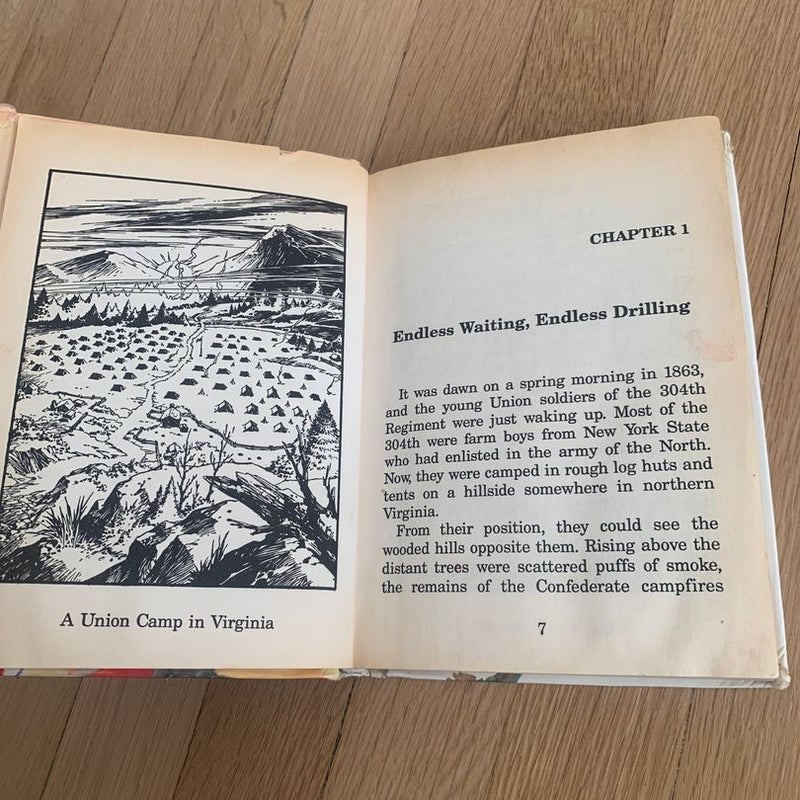 A Union Camp in Virginia
CHAPTER 1
Endless Waiting, Endless Drilling
It was dawn on a spring morning in 1863,
and the young Union soldiers of the 304th
Regiment were just waking up. Most of the
304th were farm boys from New York State
who had enlisted in the army of the North.
Now, they were camped in rough log huts and
tents on a hillside somewhere in northern
Virginia.
From their position, they could see the
wooded hills opposite them. Rising above the
distant trees were scattered puffs of smoke,
the remains of the Confederate campfires
7